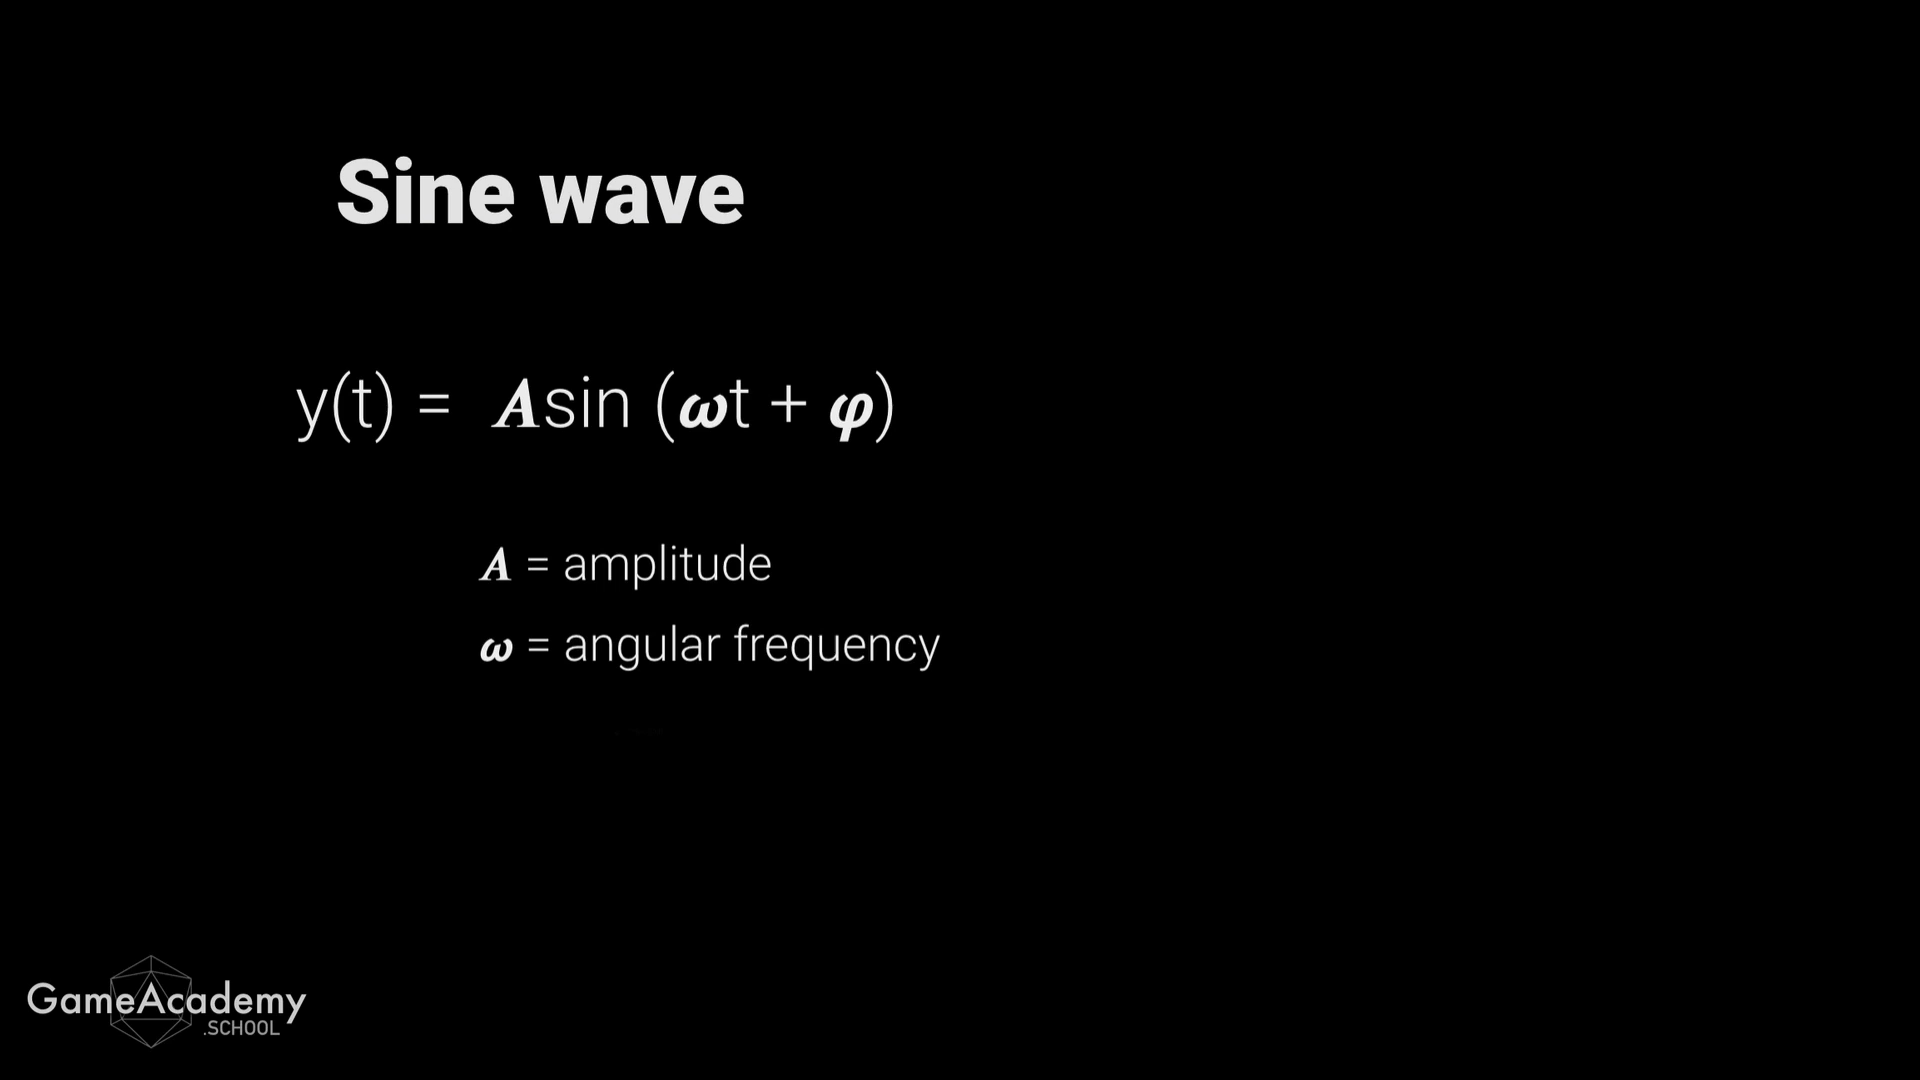 Sine wave
y(t) = Asin (ωt + φ)
A = amplitude
ω = angular frequency
GameAcademy
.SCHOOL